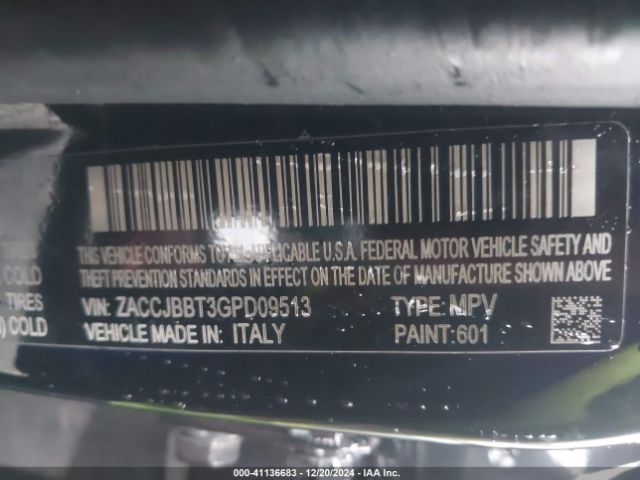 THIS VEHICLE CONFORMS TO ALL APPLICABLE U.S.A. FEDERAL MOTOR VEHICLE SAFETY AND
THEFT PREVENTION STANDARDS IN EFFECT ON THE DATE OF MANUFACTURE SHOWN ABOVE
TIRES
COLD
VIN: ZACCJBBT3GPD09513 TYPE: MPV
TIRES
VEHICLE MADE IN: ITALY PAINT: 601
) COLD
000-41136683 - 12/20/2024 - IAA Inc.